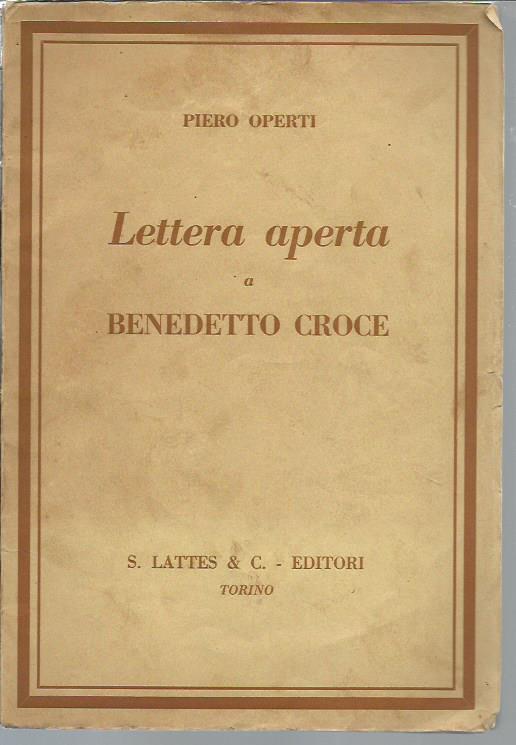 PIERO OPERTI
Lettera aperta
a
BENEDETTO CROCE
S. LATTES & C. - EDITORI
TORINO